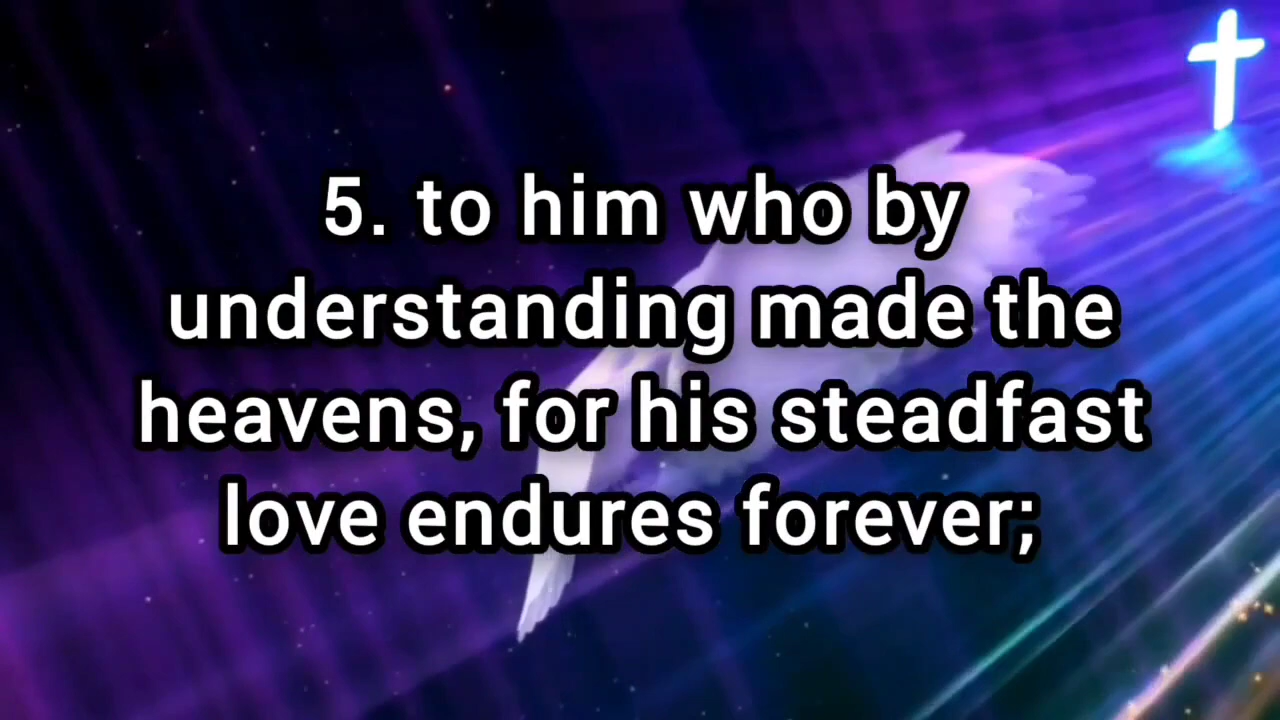 5. to him who by
understanding made the
heavens, for his steadfast
love endures forever;